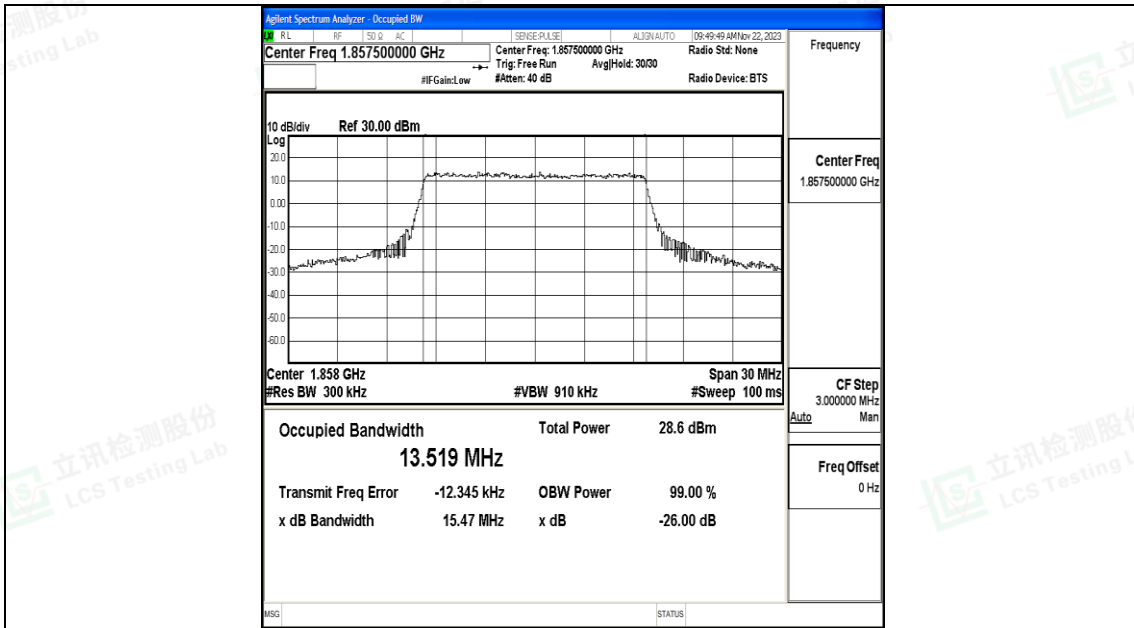 Agilent Spectrum Analyzer - Occupied BW
RL RF 50 Ω AC SENSE:PULSE ALIGN AUTO 09:49:49 AM Nov 22, 2023
Center Freq 1.857500000 GHz
Center Freq: 1.857500000 GHz
Radio Std: None
Trig: Free Run Avg|Hold: 30/30
#IFGain:Low #Atten: 40 dB
Radio Device: BTS
Frequency
10 dB/div Ref 30.00 dBm
Log
20.0
10.0
0.00
-10.0
-20.0
-30.0
-40.0
-50.0
-60.0
Center 1.858 GHz Span 30 MHz
#Res BW 300 kHz #VBW 910 kHz #Sweep 100 ms
Center Freq
1.857500000 GHz
CF Step
3.000000 MHz
Auto Man
Freq Offset
0 Hz
Occupied Bandwidth Total Power 28.6 dBm
13.519 MHz
Transmit Freq Error -12.345 kHz OBW Power 99.00 %
x dB Bandwidth 15.47 MHz x dB -26.00 dB
MSG STATUS
立讯检测股份
LCS Testing Lab
立讯检测股份
LCS Testing L